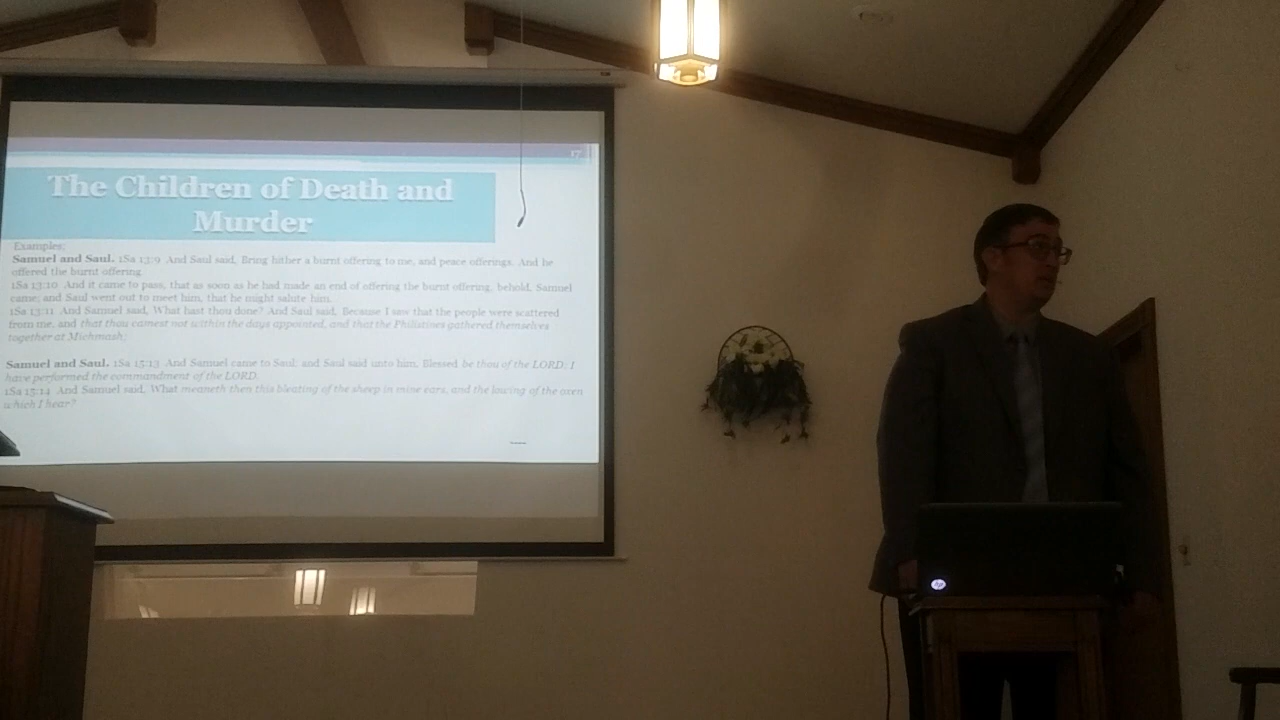 17
The Children of Death and
Murder
Examples:
Samuel and Saul. 1Sa 13:9 And Saul said, Bring hither a burnt offering to me, and peace offerings. And he
offered the burnt offering.
1Sa 13:10 And it came to pass, that as soon as he had made an end of offering the burnt offering, behold, Samuel
came; and Saul went out to meet him, that he might salute him.
1Sa 13:11 And Samuel said, What hast thou done? And Saul said, Because I saw that the people were scattered
from me, and that thou camest not within the days appointed, and that the Philistines gathered themselves
together at Michmash;
Samuel and Saul. 1Sa 15:13 And Samuel came to Saul: and Saul said unto him, Blessed be thou of the LORD: I
have performed the commandment of the LORD.
1Sa 15:14 And Samuel said, What meaneth then this bleating of the sheep in mine ears, and the lowing of the oxen
which I hear?
hp